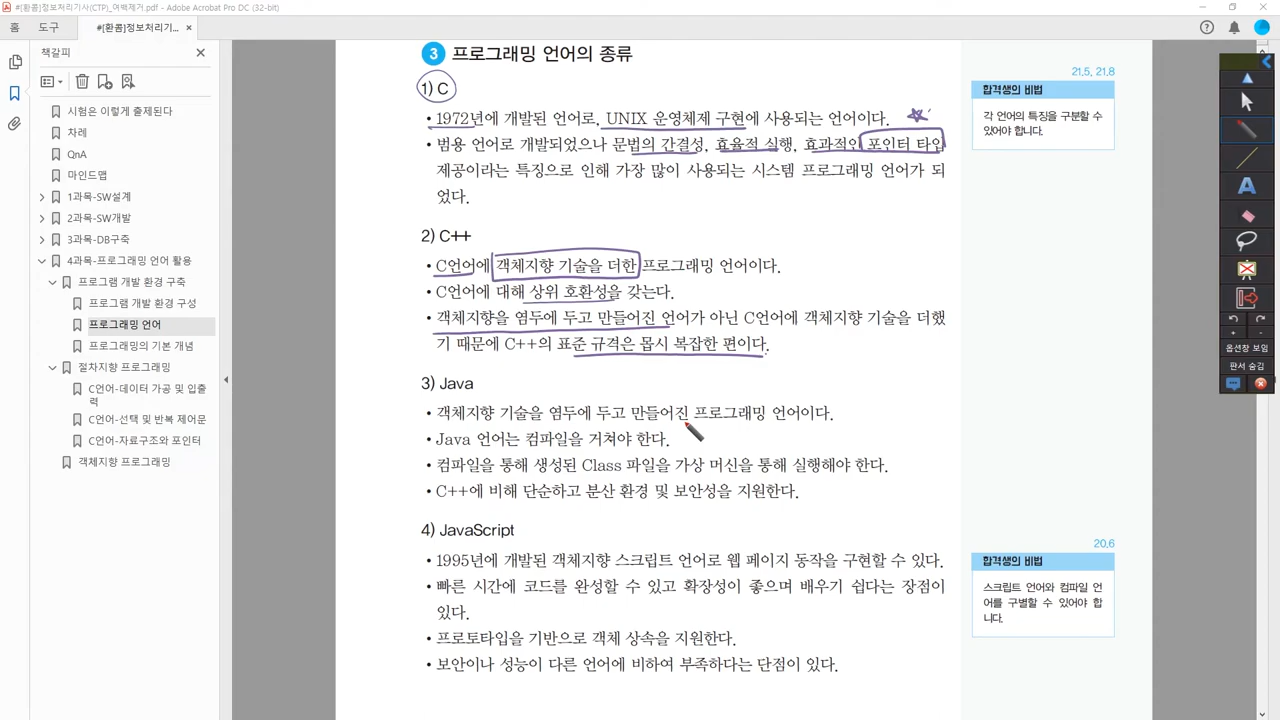 #[환콤]정보처리기사(CTP)_여백제거.pdf - Adobe Acrobat Pro DC (32-bit)
홈 도구 #[환콤]정보처리기... ×
책갈피
시험은 이렇게 출제된다
차례
QnA
마인드맵
1과목-SW설계
2과목-SW개발
3과목-DB구축
4과목-프로그래밍 언어 활용
프로그램 개발 환경 구축
프로그램 개발 환경 구성
프로그래밍 언어
프로그래밍의 기본 개념
절차지향 프로그래밍
C언어-데이터 가공 및 입출
력
C언어-선택 및 반복 제어문
C언어-자료구조와 포인터
객체지향 프로그래밍
3 프로그래밍 언어의 종류
1) C
• 1972년에 개발된 언어로, UNIX 운영체제 구현에 사용되는 언어이다.
• 범용 언어로 개발되었으나 문법의 간결성, 효율적 실행, 효과적인 포인터 타입
제공이라는 특징으로 인해 가장 많이 사용되는 시스템 프로그래밍 언어가 되
었다.
2) C++
• C언어에 객체지향 기술을 더한 프로그래밍 언어이다.
• C언어에 대해 상위 호환성을 갖는다.
• 객체지향을 염두에 두고 만들어진 언어가 아닌 C언어에 객체지향 기술을 더했
기 때문에 C++의 표준 규격은 몹시 복잡한 편이다.
3) Java
• 객체지향 기술을 염두에 두고 만들어진 프로그래밍 언어이다.
• Java 언어는 컴파일을 거쳐야 한다.
• 컴파일을 통해 생성된 Class 파일을 가상 머신을 통해 실행해야 한다.
• C++에 비해 단순하고 분산 환경 및 보안성을 지원한다.
4) JavaScript
• 1995년에 개발된 객체지향 스크립트 언어로 웹 페이지 동작을 구현할 수 있다.
• 빠른 시간에 코드를 완성할 수 있고 확장성이 좋으며 배우기 쉽다는 장점이
있다.
• 프로토타입을 기반으로 객체 상속을 지원한다.
• 보안이나 성능이 다른 언어에 비하여 부족하다는 단점이 있다.
21.5, 21.8
합격생의 비법
각 언어의 특징을 구분할 수
있어야 합니다.
20.6
합격생의 비법
스크립트 언어와 컴파일 언
어를 구별할 수 있어야 합
니다.
A
옵션창 보임
판서 숨김